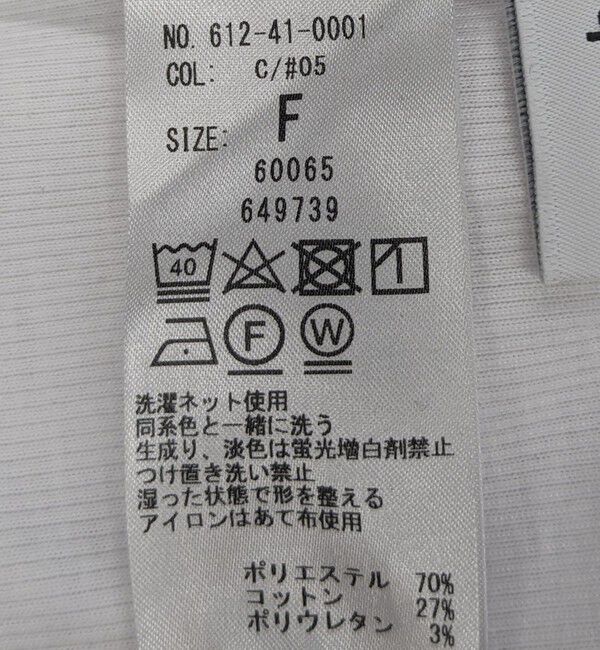 NO. 612-41-0001
COL: C/#05
SIZE: F
60065
649739
40
F W
洗濯ネット使用
同系色と一緒に洗う
生成り、淡色は蛍光増白剤禁止
つけ置き洗い禁止
湿った状態で形を整える
アイロンはあて布使用
ポリエステル 70%
コットン 27%
ポリウレタン 3%